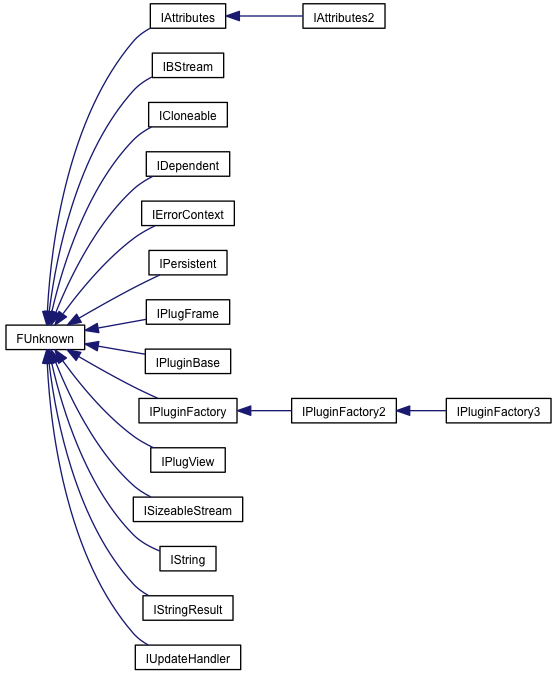 IAttributes
IAttributes2
IBStream
ICloneable
IDependent
IErrorContext
IPersistent
IPlugFrame
FUnknown
IPluginBase
IPluginFactory
IPluginFactory2
IPluginFactory3
IPlugView
ISizeableStream
IString
IStringResult
IUpdateHandler